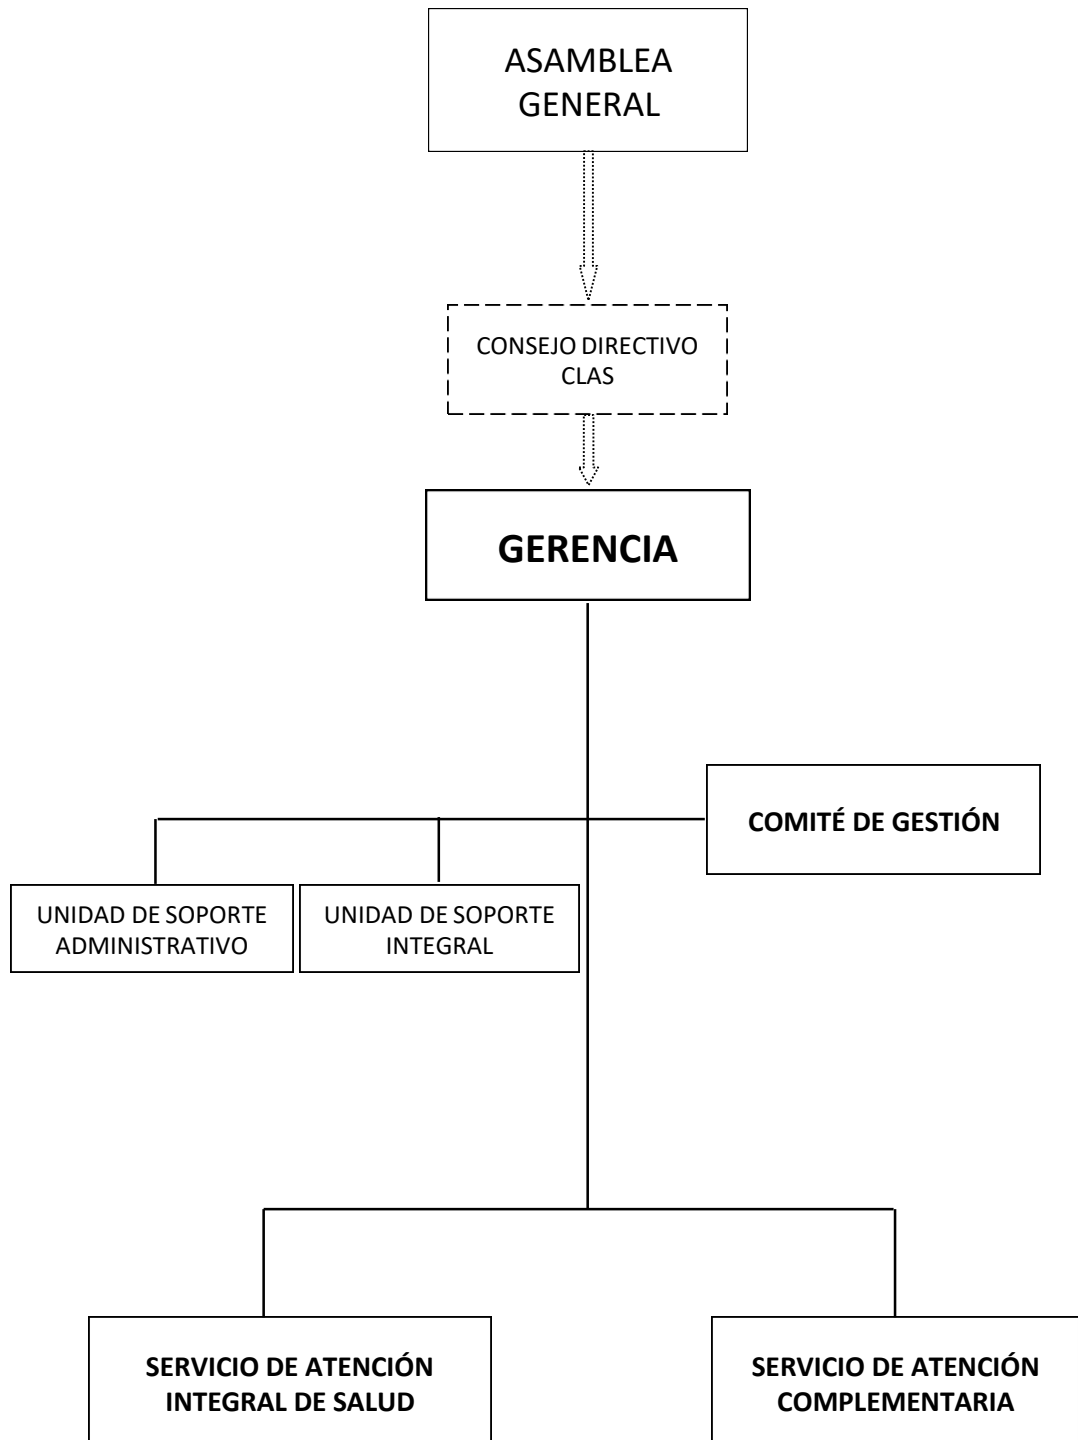 ASAMBLEA
GENERAL
CONSEJO DIRECTIVO
CLAS
GERENCIA
COMITÉ DE GESTIÓN
UNIDAD DE SOPORTE
ADMINISTRATIVO
UNIDAD DE SOPORTE
INTEGRAL
SERVICIO DE ATENCIÓN
INTEGRAL DE SALUD
SERVICIO DE ATENCIÓN
COMPLEMENTARIA